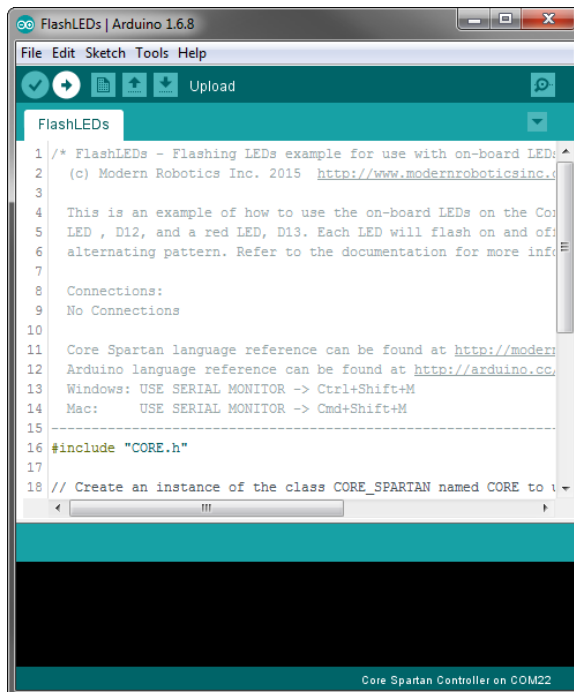 FlashLEDs | Arduino 1.6.8
File Edit Sketch Tools Help
Upload
FlashLEDs
1 /* FlashLEDs - Flashing LEDs example for use with on-board LEDs
2 (c) Modern Robotics Inc. 2015 http://www.modernroboticsinc.c
3
4 This is an example of how to use the on-board LEDs on the Cor
5 LED , D12, and a red LED, D13. Each LED will flash on and off
6 alternating pattern. Refer to the documentation for more info
7
8 Connections:
9 No Connections
10
11 Core Spartan language reference can be found at http://modern
12 Arduino language reference can be found at http://arduino.cc/
13 Windows: USE SERIAL MONITOR -> Ctrl+Shift+M
14 Mac: USE SERIAL MONITOR -> Cmd+Shift+M
15 ----------------------------------------------------------------
16 #include "CORE.h"
17
18 // Create an instance of the class CORE_SPARTAN named CORE to u
Core Spartan Controller on COM22